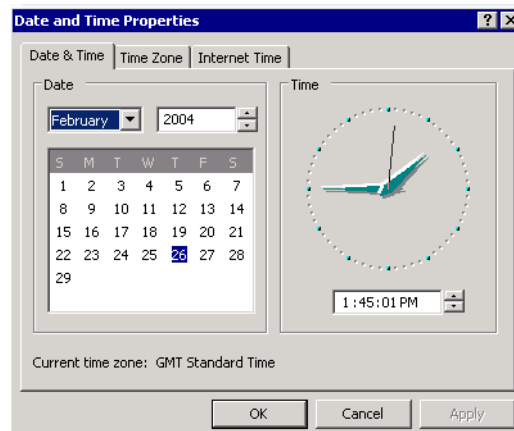 Date and Time Properties
Date & Time Time Zone Internet Time
Date
Time
February 2004
S M T W T F S
1 2 3 4 5 6 7
8 9 10 11 12 13 14
15 16 17 18 19 20 21
22 23 24 25 26 27 28
29
1:45:01 PM
Current time zone: GMT Standard Time
OK Cancel Apply